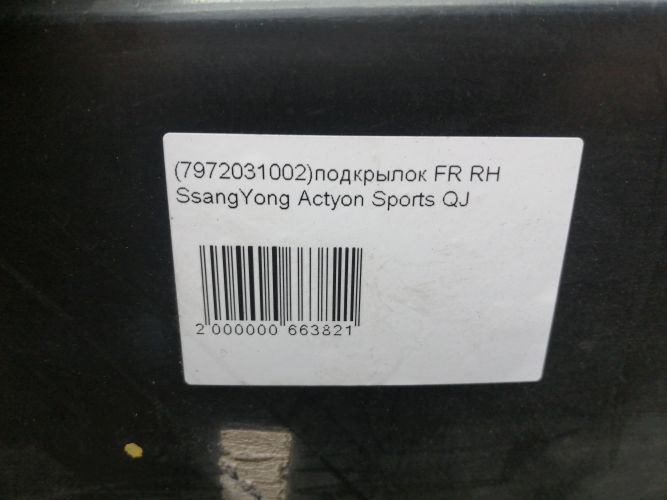 (7972031002)подкрылок FR RH
SsangYong Actyon Sports QJ
2 000000 663821